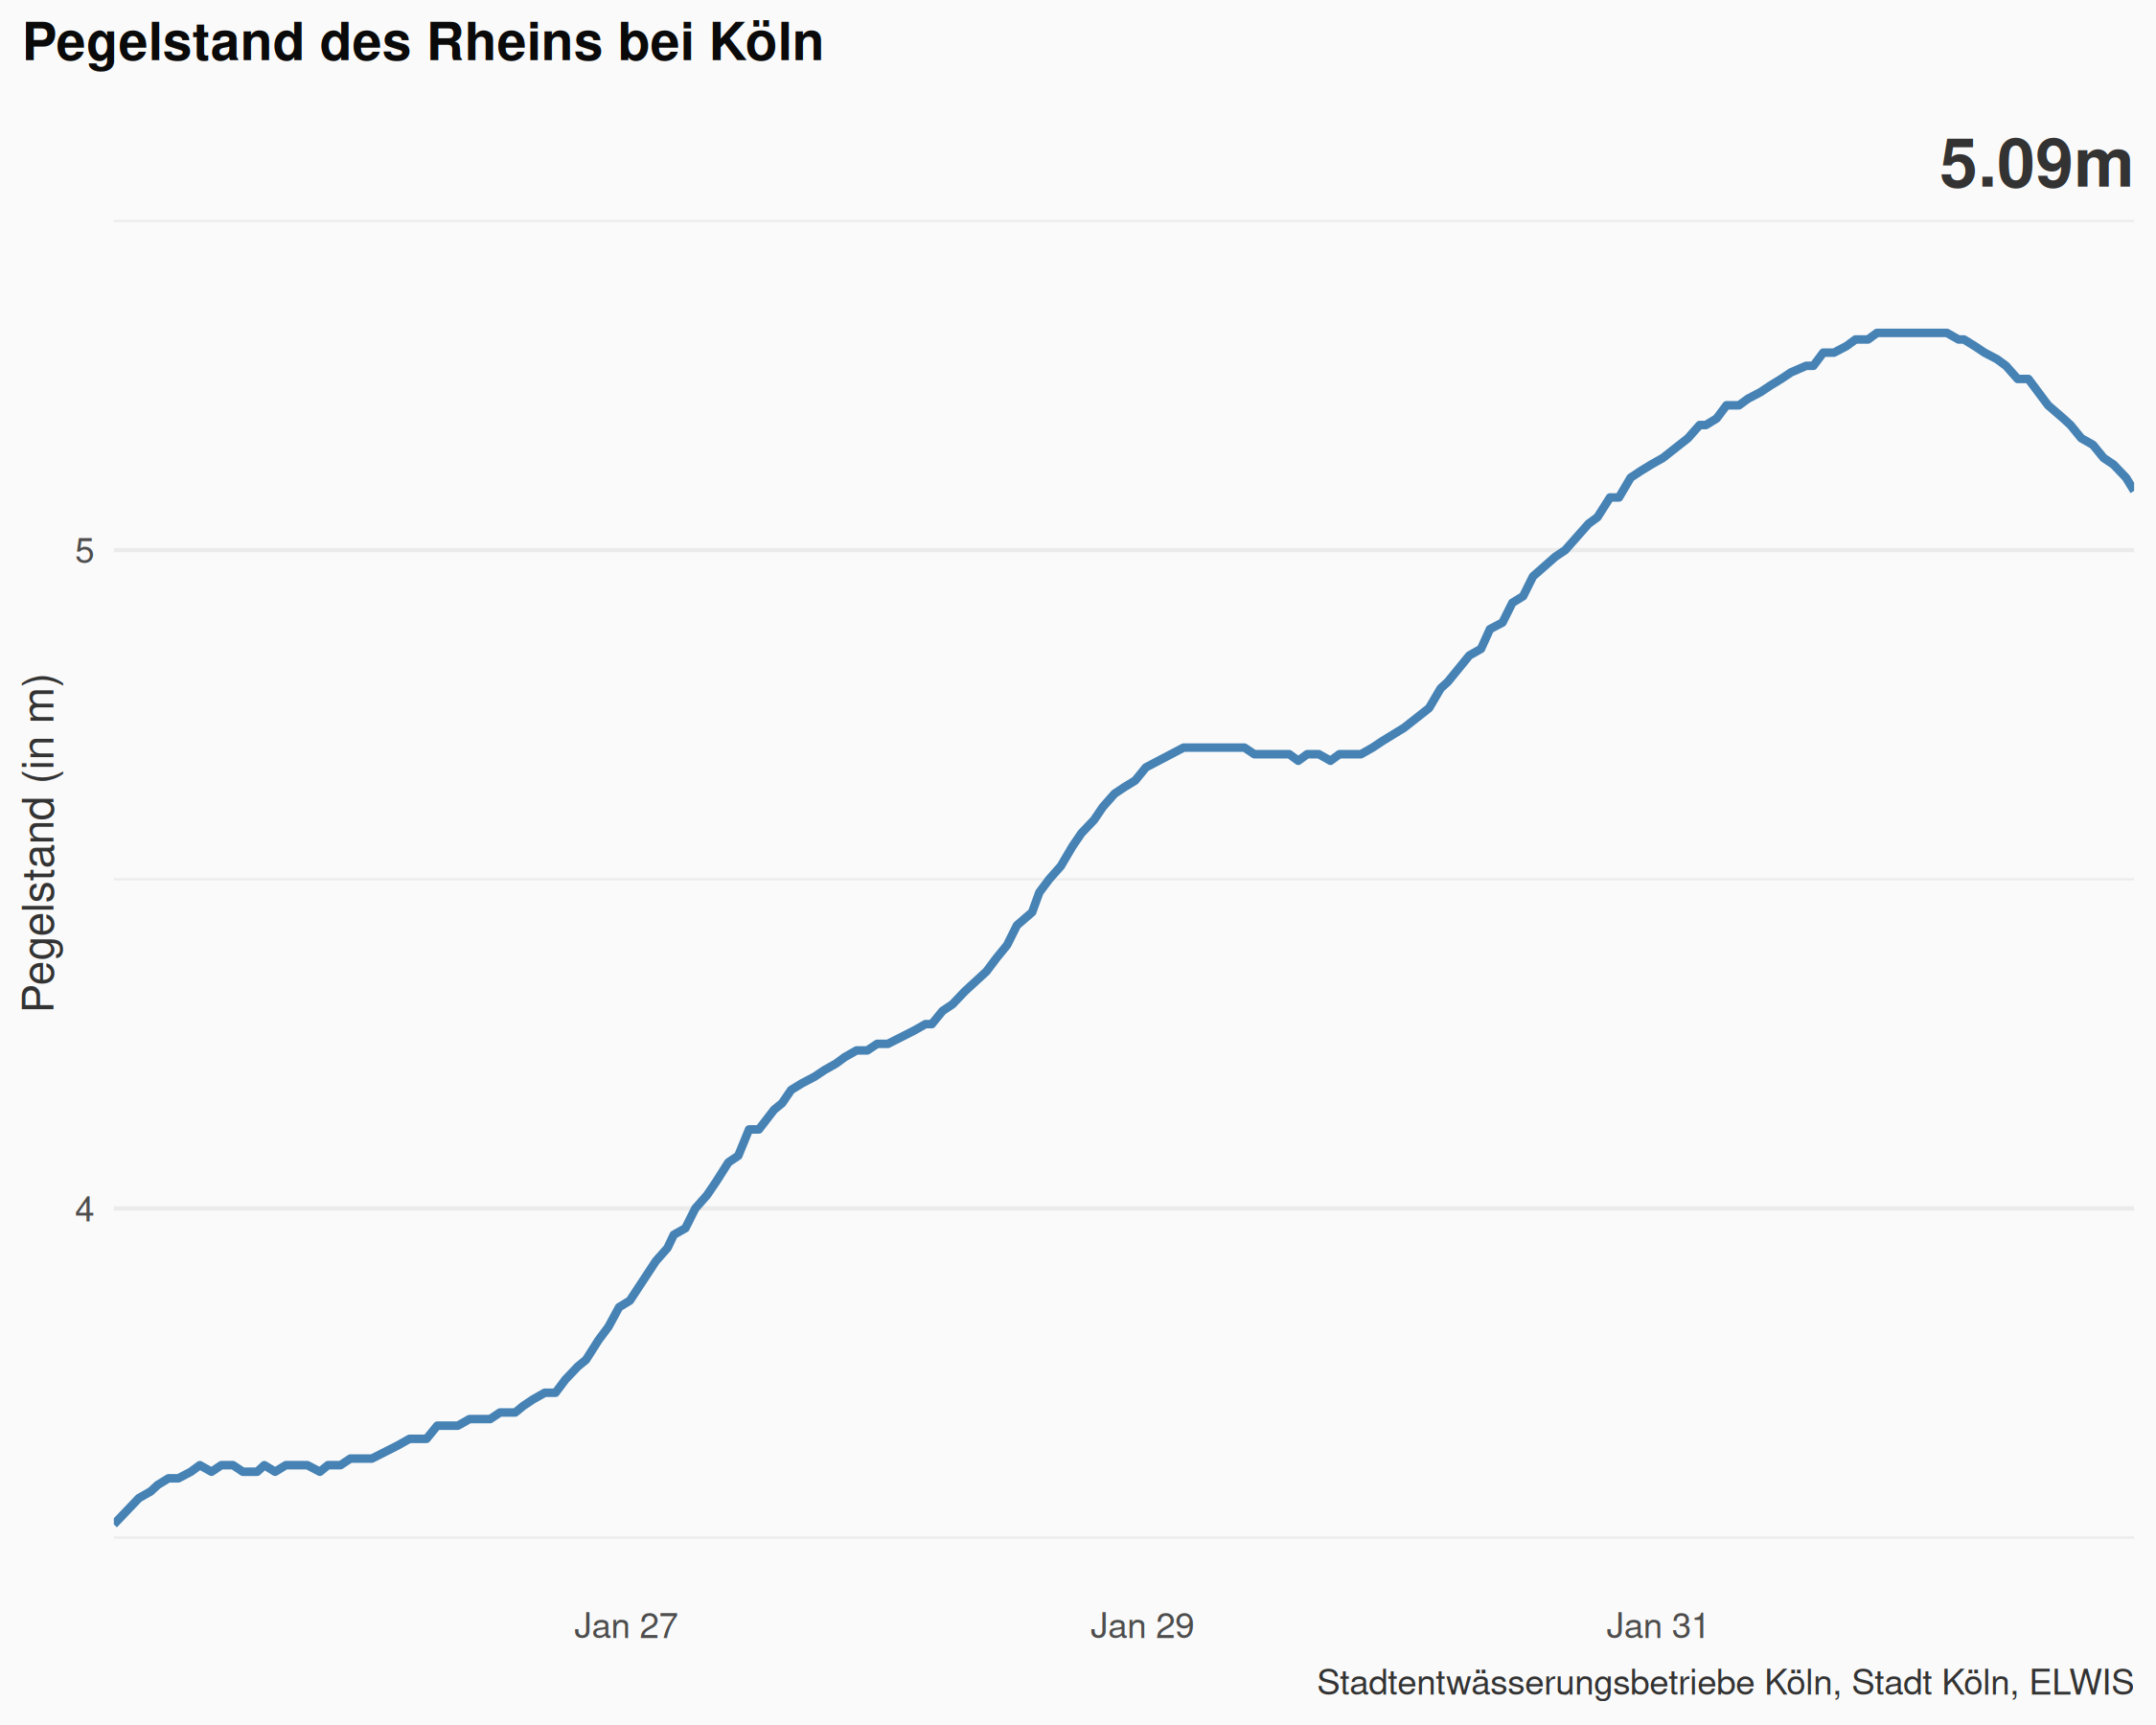 Pegelstand des Rheins bei Köln
5.09m
5
4
Pegelstand (in m)
Jan 27
Jan 29
Jan 31
Stadtentwässerungsbetriebe Köln, Stadt Köln, ELWIS